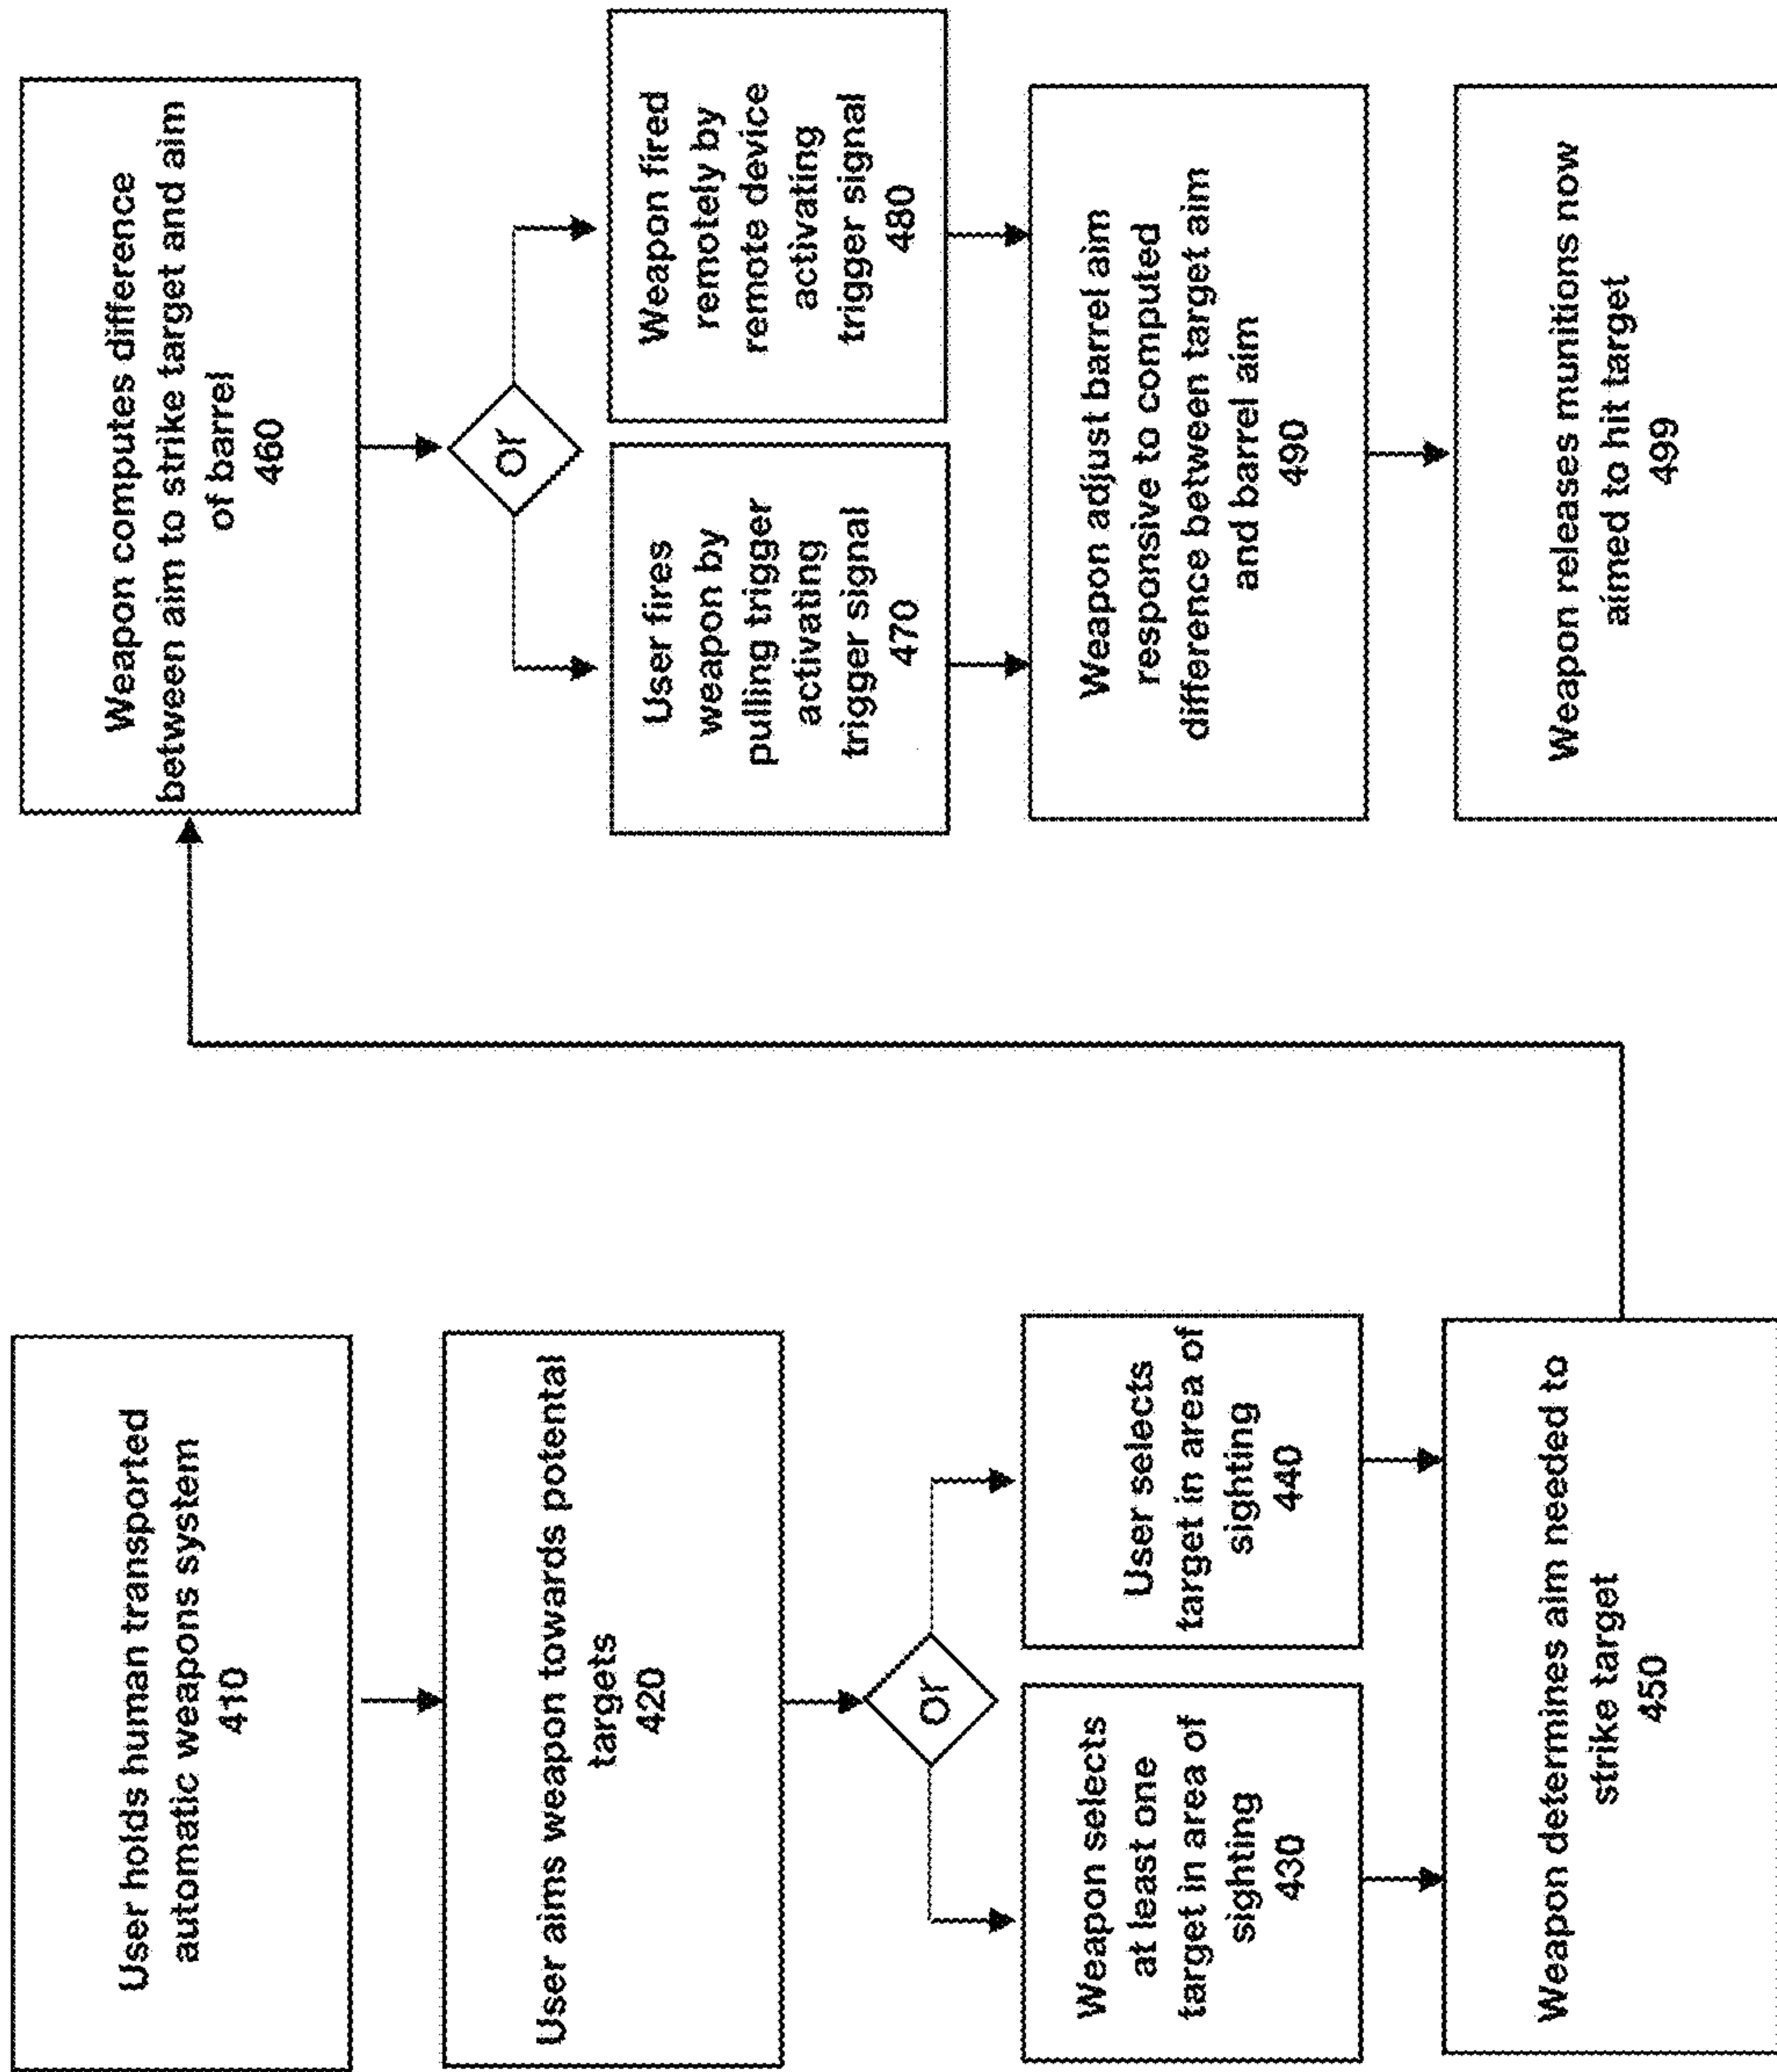 User holds human transported
automatic weapons system
410
User aims weapon towards potental
targets
420
or
Weapon selects
at least one
target in area of
sighting
430
User selects
target in area of
sighting
440
Weapon determines aim needed to
strike target
450
Weapon computes difference
between aim to strike target and aim
of barrel
460
or
User fires
weapon by
pulling trigger
activating
trigger signal
470
Weapon fired
remotely by
remote device
activating
trigger signal
480
Weapon adjust barrel aim
responsive to computed
difference between target aim
and barrel aim
490
Weapon releases munitions now
aimed to hit target
499